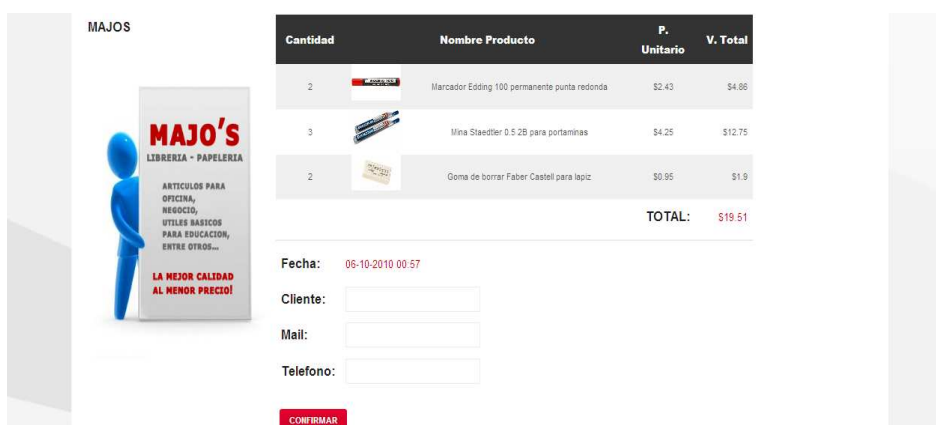 MAJOS
MAJO'S
LIBRERIA - PAPELERIA
ARTICULOS PARA
OFICINA,
NEGOCIO,
UTILES BASICOS
PARA EDUCACION,
ENTRE OTROS...
LA MEJOR CALIDAD
AL MENOR PRECIO!
Cantidad Nombre Producto P. Unitario V. Total
2 Marcador Edding 100 permanente punta redonda $2.43 $4.86
3 Mina Staedtler 0.5 2B para portaminas $4.25 $12.75
2 Goma de borrar Faber Castell para lapiz $0.95 $1.9
TOTAL: $19.51
Fecha: 06-10-2010 00:57
Cliente:
Mail:
Telefono:
CONFIRMAR